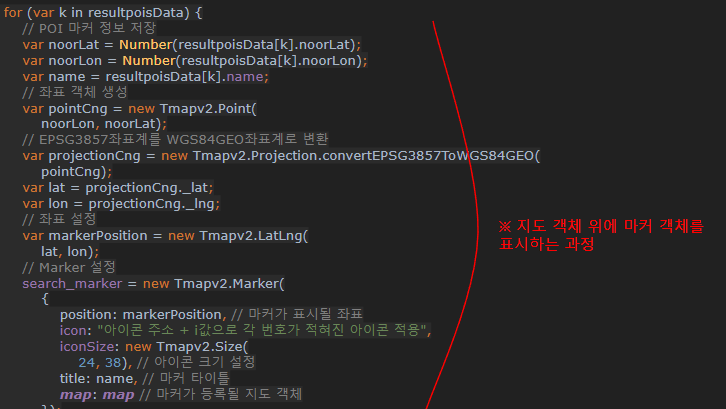 for (var k in resultpoisData) {
// POI 마커 정보 저장
var noorLat = Number(resultpoisData[k].noorLat);
var noorLon = Number(resultpoisData[k].noorLon);
var name = resultpoisData[k].name;
// 좌표 객체 생성
var pointCng = new Tmapv2.Point(
noorLon, noorLat);
// EPSG3857좌표계를 WGS84GEO좌표계로 변환
var projectionCng = new Tmapv2.Projection.convertEPSG3857ToWGS84GEO(
pointCng);
var lat = projectionCng._lat;
var lon = projectionCng._lng;
// 좌표 설정
var markerPosition = new Tmapv2.LatLng(
lat, lon);
// Marker 설정
search_marker = new Tmapv2.Marker(
{
position: markerPosition, // 마커가 표시될 좌표
icon: "아이콘 주소 + i값으로 각 번호가 적혀진 아이콘 적용",
iconSize: new Tmapv2.Size(
24, 38), // 아이콘 크기 설정
title: name, // 마커 타이틀
map: map // 마커가 등록될 지도 객체
});
※ 지도 객체 위에 마커 객체를
표시하는 과정